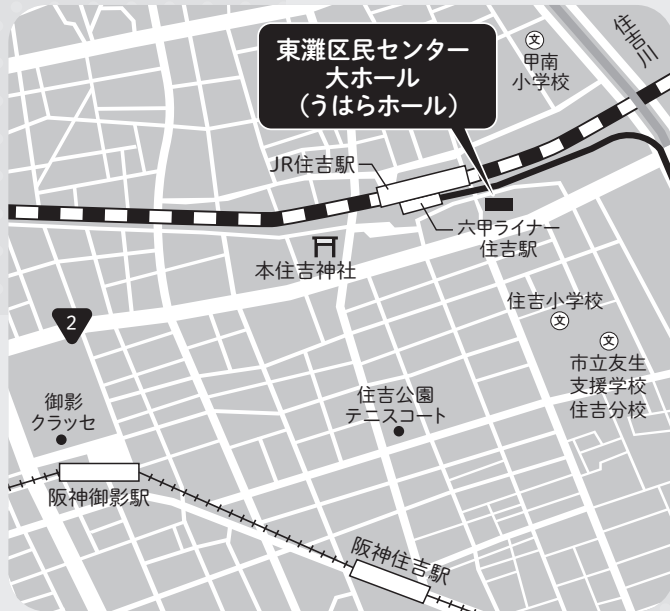 東灘区民センター
大ホール
（うはらホール）
文
甲南
小学校
住吉川
JR住吉駅
六甲ライナー
住吉駅
本住吉神社
2
住吉小学校
文
文
市立友生
支援学校
住吉分校
御影
クラッセ
住吉公園
テニスコート
阪神御影駅
阪神住吉駅